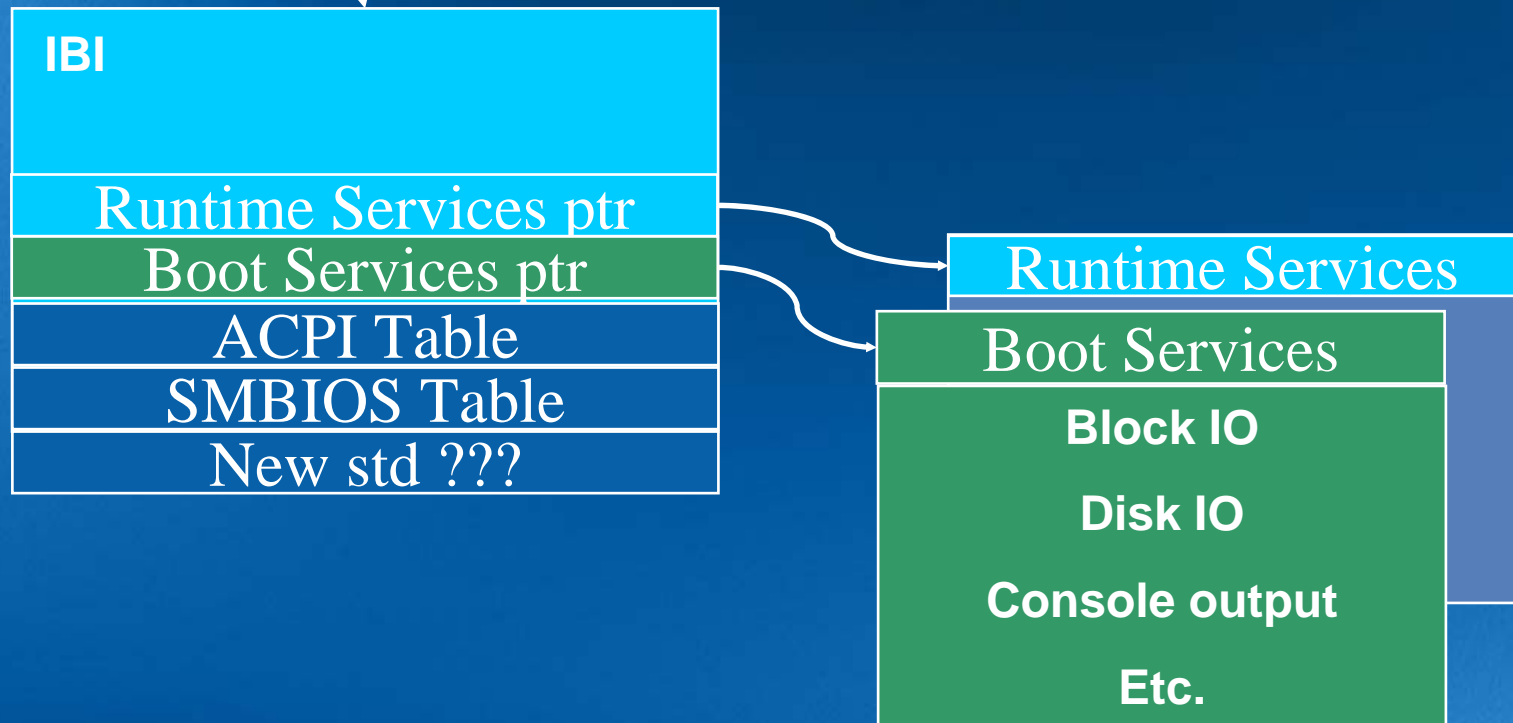 IBI
Runtime Services ptr
Boot Services ptr
ACPI Table
SMBIOS Table
New std ???
Runtime Services
Boot Services
Block IO
Disk IO
Console output
Etc.